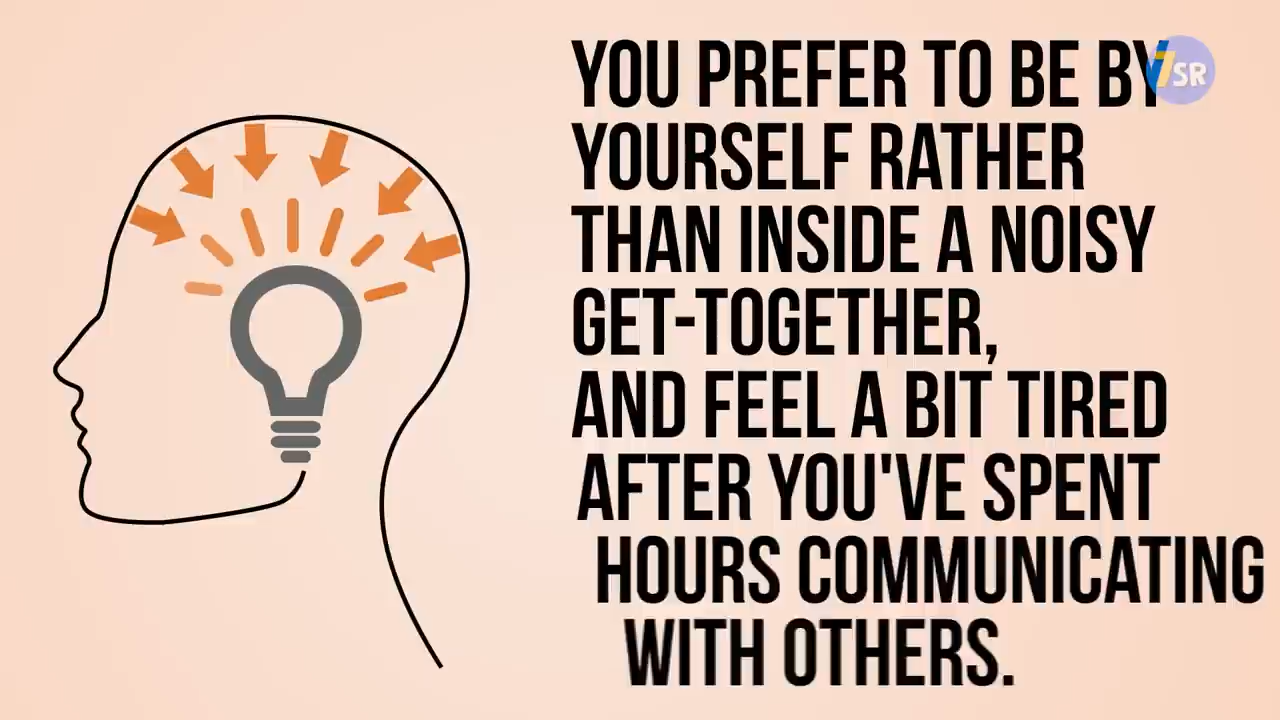 YOU PREFER TO BE BY
YOURSELF RATHER
THAN INSIDE A NOISY
GET-TOGETHER,
AND FEEL A BIT TIRED
AFTER YOU'VE SPENT
HOURS COMMUNICATING
WITH OTHERS.
7SR